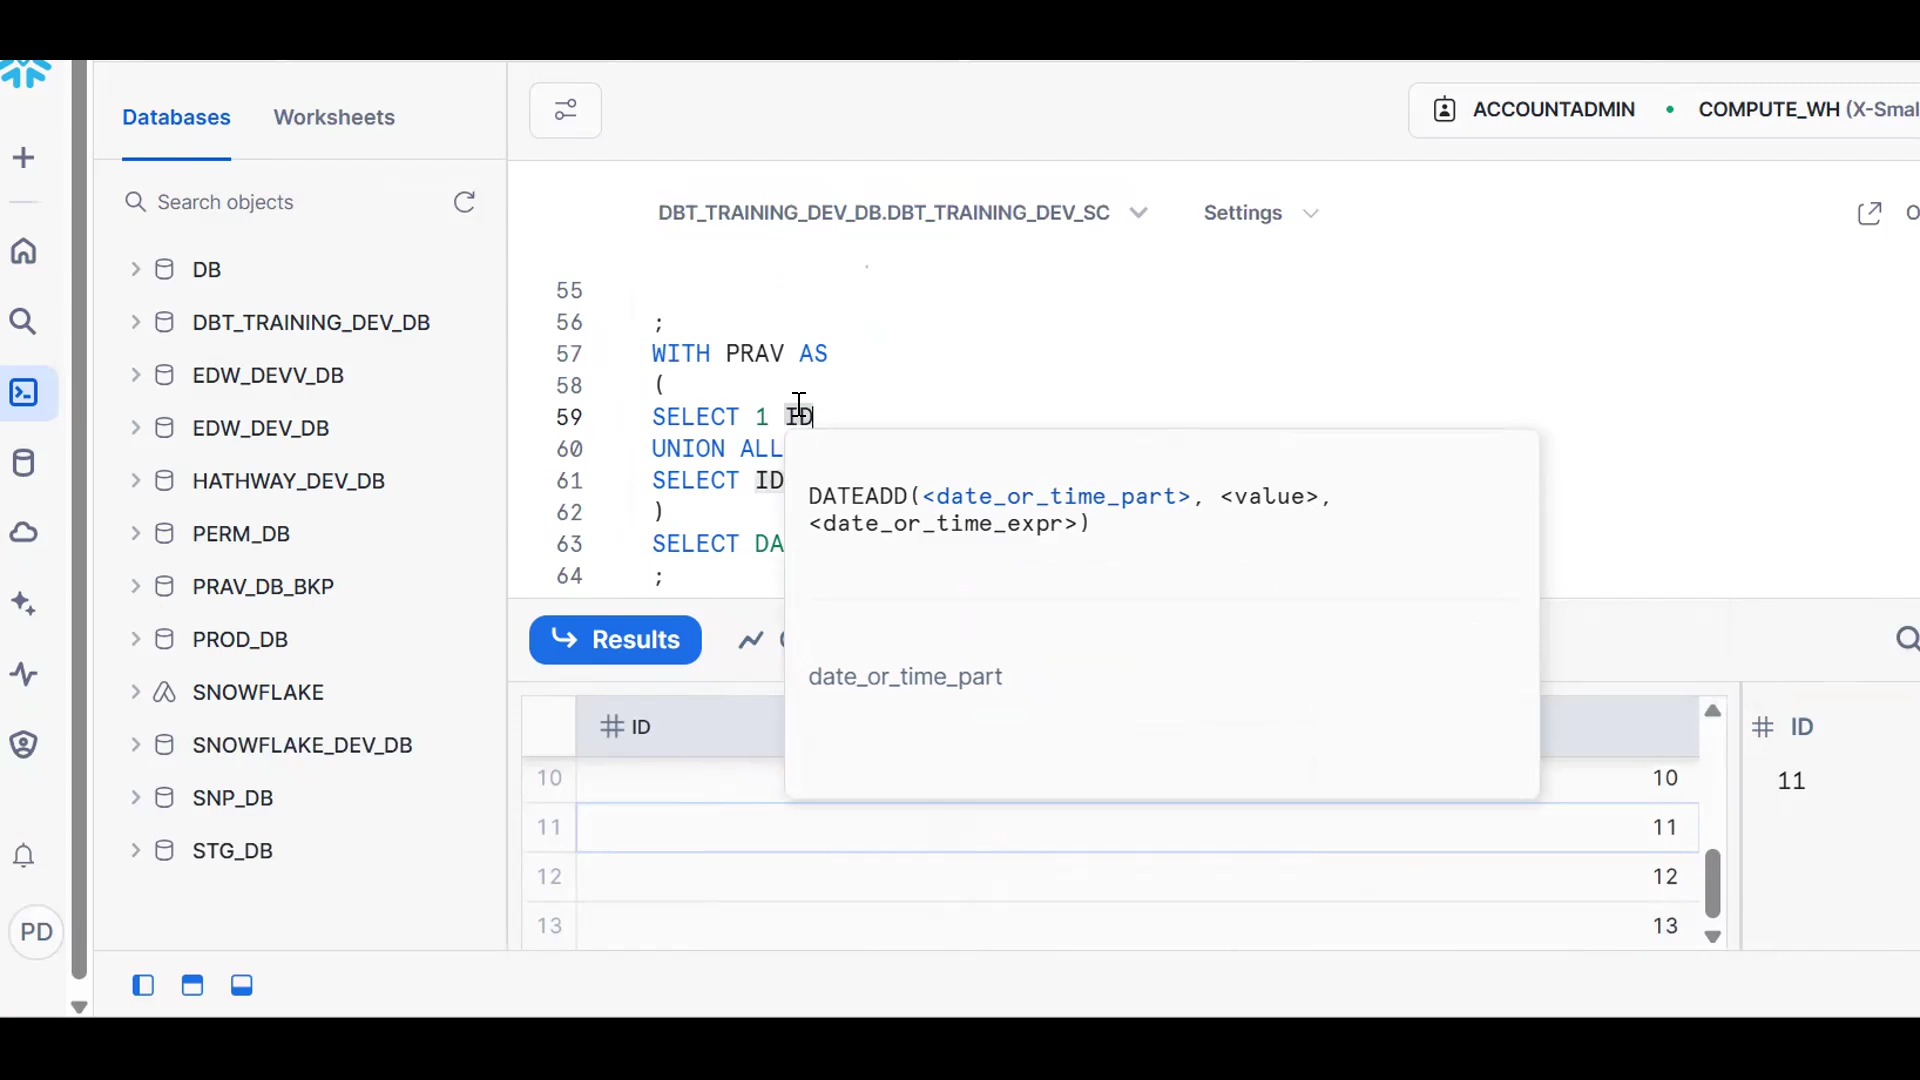 Databases
Worksheets
ACCOUNTADMIN
COMPUTE_WH (X-Smal
Search objects
DBT_TRAINING_DEV_DB.DBT_TRAINING_DEV_SC
Settings
DB
DBT_TRAINING_DEV_DB
EDW_DEVV_DB
EDW_DEV_DB
HATHWAY_DEV_DB
PERM_DB
PRAV_DB_BKP
PROD_DB
SNOWFLAKE
SNOWFLAKE_DEV_DB
SNP_DB
STG_DB
PD
55
56 ;
57 WITH PRAV AS
58 (
59 SELECT 1 ID
60 UNION ALL
61 SELECT ID
62 )
63 SELECT DA
64 ;
DATEADD(<date_or_time_part>, <value>,
<date_or_time_expr>)
date_or_time_part
Results
ID
10 10
11 11
12 12
13 13
ID
11